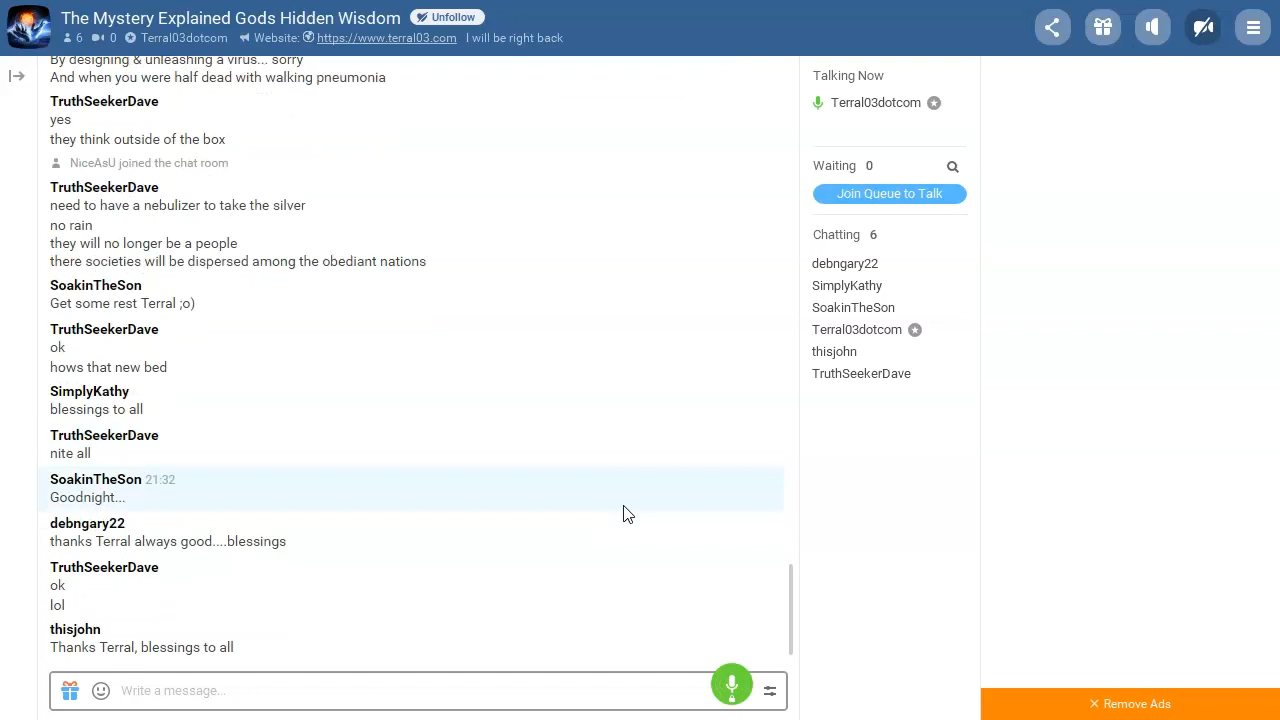 The Mystery Explained Gods Hidden Wisdom Unfollow
6 0 Terral03dotcom Website: https://www.terral03.com I will be right back
By designing & unleashing a virus... sorry
And when you were half dead with walking pneumonia
TruthSeekerDave
yes
they think outside of the box
NiceAsU joined the chat room
TruthSeekerDave
need to have a nebulizer to take the silver
no rain
they will no longer be a people
there societies will be dispersed among the obediant nations
SoakinTheSon
Get some rest Terral ;o)
TruthSeekerDave
ok
hows that new bed
SimplyKathy
blessings to all
TruthSeekerDave
nite all
SoakinTheSon 21:32
Goodnight...
debngary22
thanks Terral always good....blessings
TruthSeekerDave
ok
lol
thisjohn
Thanks Terral, blessings to all
Write a message...
Talking Now
Terral03dotcom
Waiting 0
Join Queue to Talk
Chatting 6
debngary22
SimplyKathy
SoakinTheSon
Terral03dotcom
thisjohn
TruthSeekerDave
Remove Ads